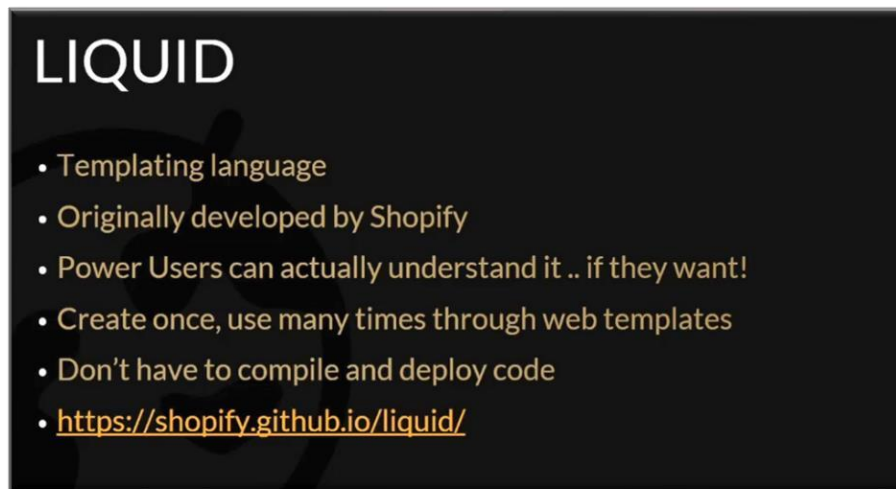 LIQUID
• Templating language
• Originally developed by Shopify
• Power Users can actually understand it .. if they want!
• Create once, use many times through web templates
• Don’t have to compile and deploy code
• https://shopify.github.io/liquid/